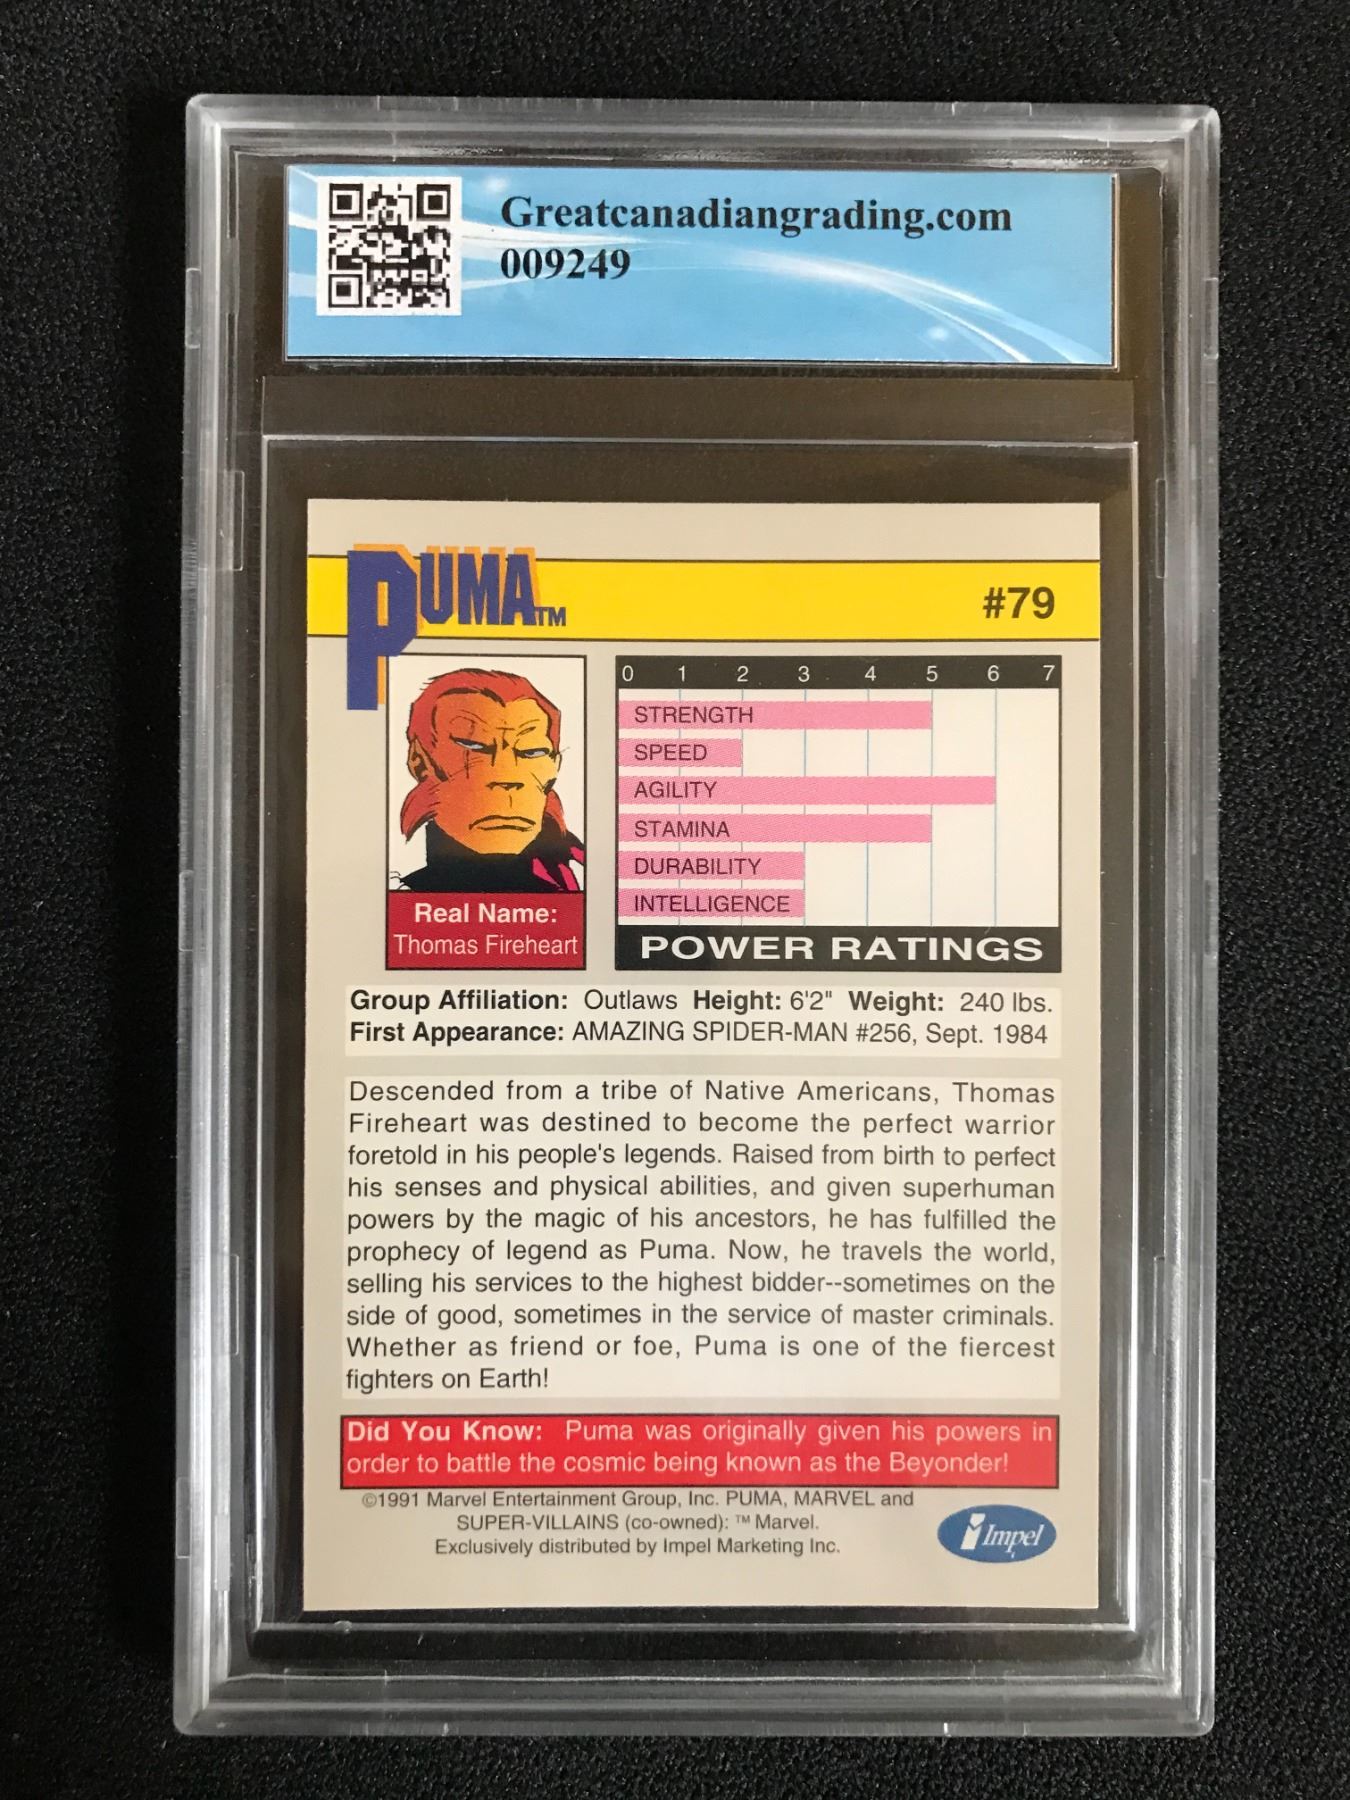 Greatcanadiangrading.com
009249
PUMA™
#79
0 1 2 3 4 5 6 7
STRENGTH
SPEED
AGILITY
STAMINA
DURABILITY
INTELLIGENCE
POWER RATINGS
Real Name:
Thomas Fireheart
Group Affiliation: Outlaws Height: 6'2" Weight: 240 lbs.
First Appearance: AMAZING SPIDER-MAN #256, Sept. 1984
Descended from a tribe of Native Americans, Thomas
Fireheart was destined to become the perfect warrior
foretold in his people's legends. Raised from birth to perfect
his senses and physical abilities, and given superhuman
powers by the magic of his ancestors, he has fulfilled the
prophecy of legend as Puma. Now, he travels the world,
selling his services to the highest bidder--sometimes on the
side of good, sometimes in the service of master criminals.
Whether as friend or foe, Puma is one of the fiercest
fighters on Earth!
Did You Know: Puma was originally given his powers in
order to battle the cosmic being known as the Beyonder!
©1991 Marvel Entertainment Group, Inc. PUMA, MARVEL and
SUPER-VILLAINS (co-owned): ™ Marvel.
Exclusively distributed by Impel Marketing Inc.
Impel